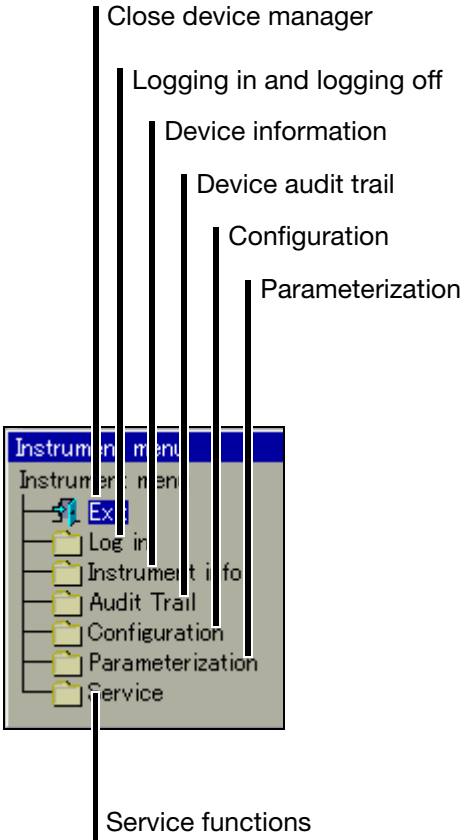 Close device manager
Logging in and logging off
Device information
Device audit trail
Configuration
Parameterization
Instrument menu
Instrument menu
Exit
Log in
Instrument info
Audit Trail
Configuration
Parameterization
Service
Service functions